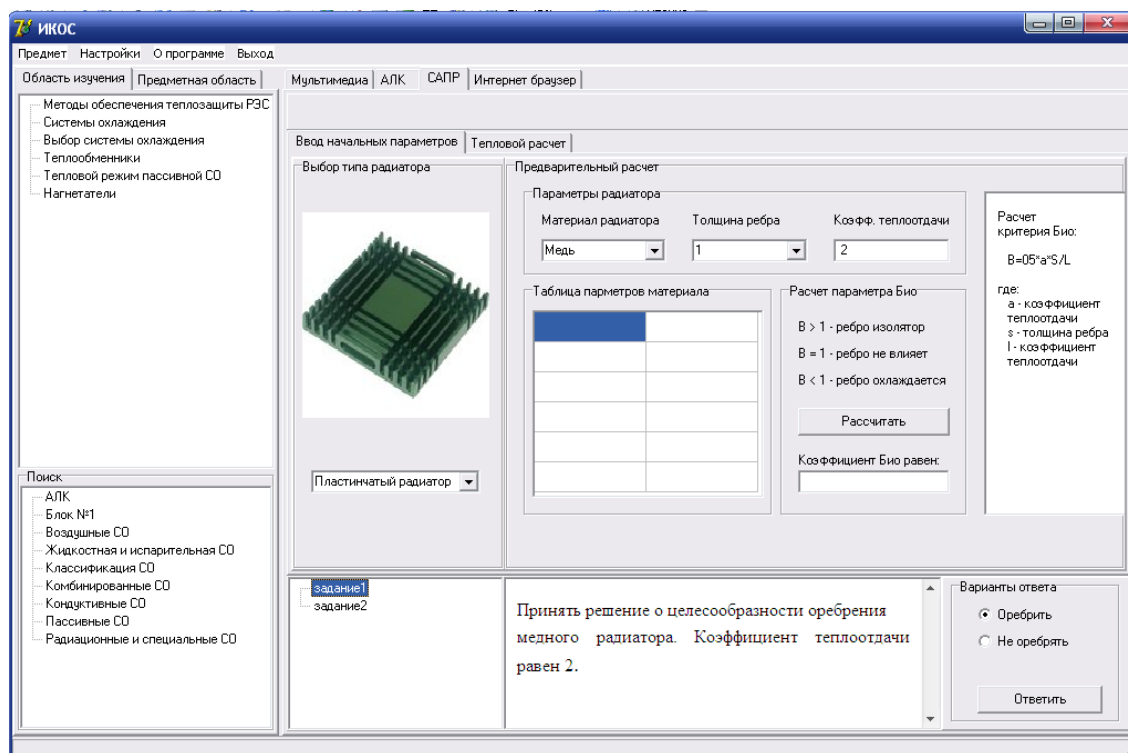 ИКОС
Предмет Настройки О программе Выход
Область изучения Предметная область
Методы обеспечения теплозащиты РЭС
Системы охлаждения
Выбор системы охлаждения
Теплообменники
Тепловой режим пассивной СО
Нагнетатели
Поиск
АЛК
Блок №1
Воздушные СО
Жидкостная и испарительная СО
Классификация СО
Комбинированные СО
Кондуктивные СО
Пассивные СО
Радиационные и специальные СО
Мультимедиа АЛК САПР Интернет браузер
Ввод начальных параметров Тепловой расчет
Выбор типа радиатора
Пластинчатый радиатор
Предварительный расчет
Параметры радиатора
Материал радиатора Толщина ребра Коэфф. теплоотдачи
Медь 1 2
Таблица парметров материала
Расчет параметра Био
B > 1 - ребро изолятор
B = 1 - ребро не влияет
B < 1 - ребро охлаждается
Рассчитать
Коэффициент Био равен:
Расчет
критерия Био:
B=05*a*S/L
где:
а - коэффициент
теплоотдачи
s - толщина ребра
l - коэффициент
теплоотдачи
задание1
задание2
Принять решение о целесообразности оребрения
медного радиатора. Коэффициент теплоотдачи
равен 2.
Варианты ответа
Оребрить
Не оребрять
Ответить